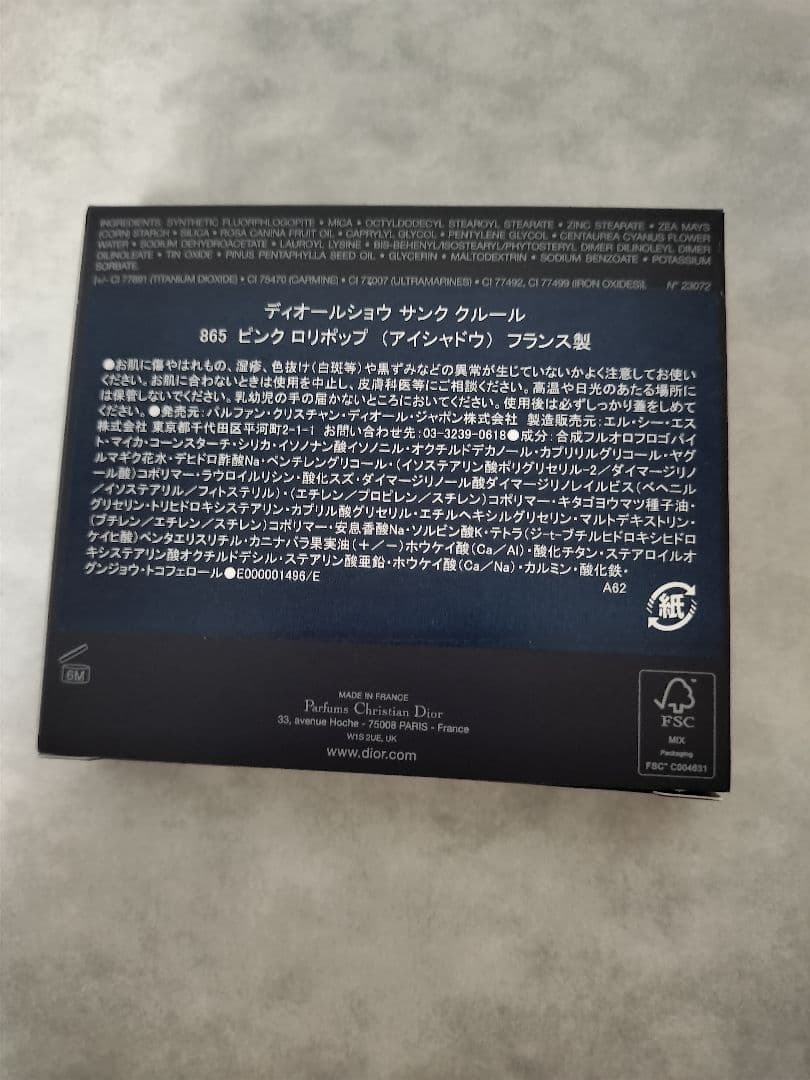 INGREDIENTS: SYNTHETIC FLUORPHLOGOPITE • MICA • OCTYLDODECYL STEAROYL STEARATE • ZINC STEARATE • ZEA MAYS
(CORN) STARCH • SILICA • ROSA CANINA FRUIT OIL • CAPRYLYL GLYCOL • PENTYLENE GLYCOL • CENTAUREA CYANUS FLOWER
WATER • SODIUM DEHYDROACETATE • LAUROYL LYSINE • BIS-BEHENYL/ISOSTEARYL/PHYTOSTERYL DIMER DILINOLEYL DIMER
DILINOLEATE • TIN OXIDE • PINUS PENTAPHYLLA SEED OIL • GLYCERIN • MALTODEXTRIN • SODIUM BENZOATE • POTASSIUM
SORBATE.
[+/- CI 77891 (TITANIUM DIOXIDE) • CI 75470 (CARMINE) • CI 77007 (ULTRAMARINES) • CI 77492, CI 77499 (IRON OXIDES)]. N° 23072
ディオールショウ サンク クルール
865 ピンク ロリポップ （アイシャドウ） フランス製
●お肌に傷やはれもの、湿疹、色抜け（白斑等）や黒ずみなどの異常が生じていないかよく注意してお使い
ください。お肌に合わないときは使用を中止し、皮膚科医等にご相談ください。高温や日光のあたる場所に
は保管しないでください。乳幼児の手の届かないところにおいてください。使用後は必ずしっかり蓋をしめて
ください。●発売元：パルファン・クリスチャン・ディオール・ジャポン株式会社 製造販売元：エル・シー・エス
株式会社 東京都千代田区平河町2-1-1 お問い合わせ先：03-3239-0618●成分：合成フルオロフロゴパイ
ト・マイカ・コーンスターチ・シリカ・イソノナン酸イソノニル・オクチルドデカノール・カプリリルグリコール・ヤグ
ルマギク花水・デヒドロ酢酸Na・ペンチレングリコール・（イソステアリン酸ポリグリセリル-2／ダイマージリノ
ール酸）コポリマー・ラウロイルリシン・酸化スズ・ダイマージリノール酸ダイマージリノレイルビス（ベヘニル
／イソステアリル／フィトステリル）・（エチレン／プロピレン／スチレン）コポリマー・キタゴヨウマツ種子油・
グリセリン・トリヒドロキシステアリン・カプリル酸グリセリル・エチルヘキシルグリセリン・マルトデキストリン・
（ブチレン／エチレン／スチレン）コポリマー・安息香酸Na・ソルビン酸K・テトラ（ジ-t-ブチルヒドロキシヒドロ
ケイヒ酸）ペンタエリスリチル・カニナバラ果実油（＋／－）ホウケイ酸（Ca／Al）・酸化チタン・ステアロイルオ
キシステアリン酸オクチルドデシル・ステアリン酸亜鉛・ホウケイ酸（Ca／Na）・カルミン・酸化鉄・
グンジョウ・トコフェロール●E000001496/E
A62
紙
6M
MADE IN FRANCE
Parfums Christian Dior
33, avenue Hoche - 75008 PARIS - France
W1S 2UE, UK
www.dior.com
FSC
MIX
Packaging
FSC™ C004631